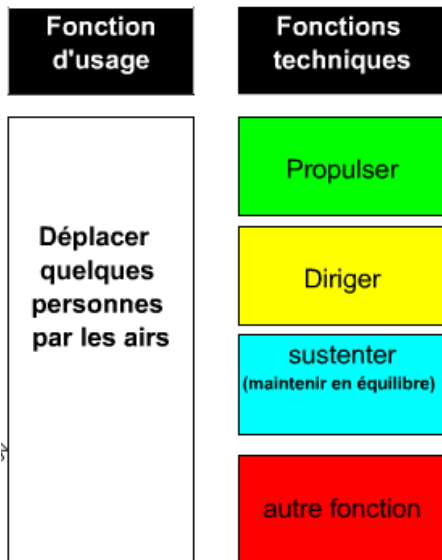 Fonction
d'usage
Fonctions
techniques
Déplacer
quelques
personnes
par les airs
Propulser
Diriger
sustenter
(maintenir en équilibre)
autre fonction